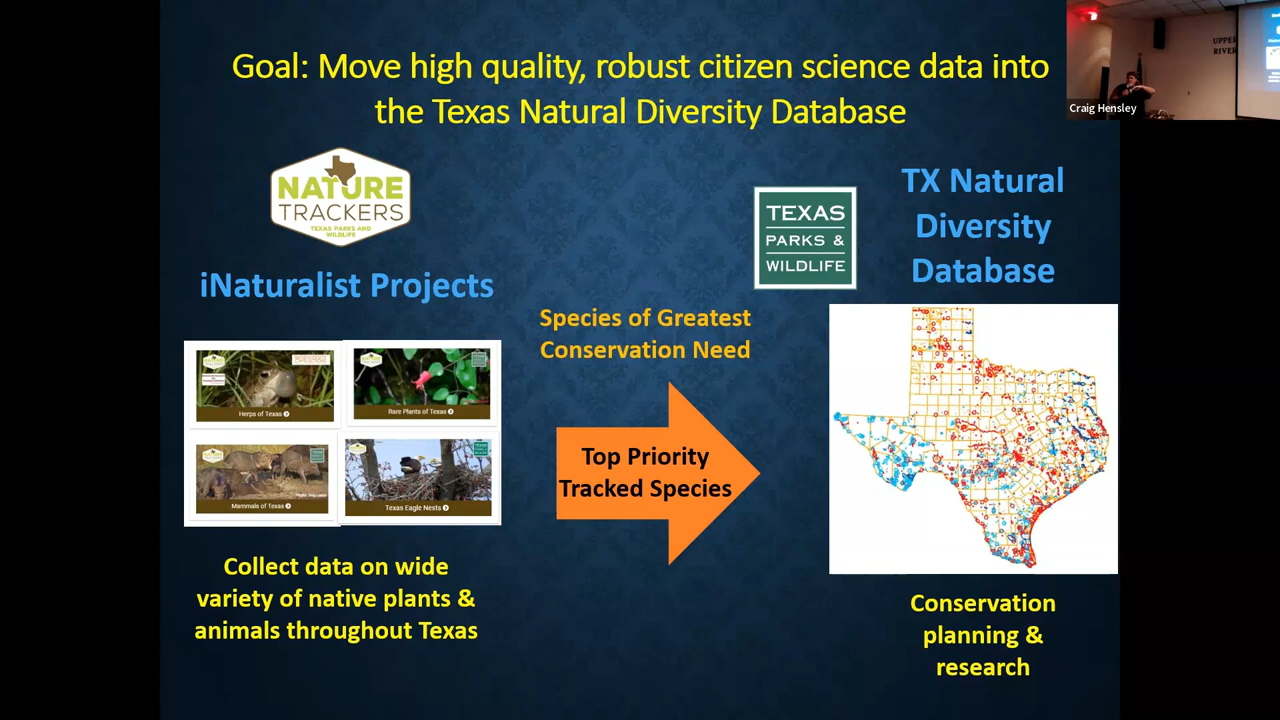 Goal: Move high quality, robust citizen science data into
the Texas Natural Diversity Database
UPPER
RIVER
Craig Hensley
NATURE
TRACKERS
TEXAS PARKS AND
WILDLIFE
iNaturalist Projects
TEXAS
PARKS &
WILDLIFE
TX Natural
Diversity
Database
Species of Greatest
Conservation Need
Herps of Texas
Rare Plants of Texas
Mammals of Texas
Texas Eagle Nests
Top Priority
Tracked Species
Collect data on wide
variety of native plants &
animals throughout Texas
Conservation
planning &
research